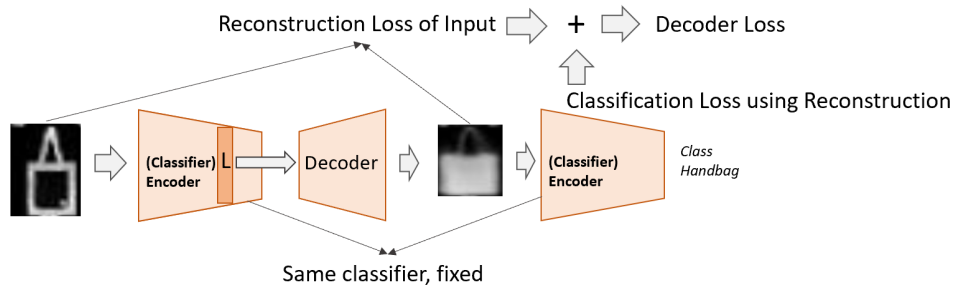 Reconstruction Loss of Input
+
Decoder Loss
Classification Loss using Reconstruction
(Classifier)
Encoder
L
Decoder
(Classifier)
Encoder
Class
Handbag
Same classifier, fixed